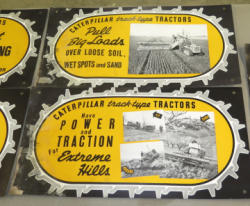 CATERPILLAR track-type TRACTORS
Pull
Big Loads
OVER LOOSE SOIL,
WET SPOTS and SAND
CATERPILLAR track-type TRACTORS
Have
POWER
and
TRACTION
For Extreme
Hills
NG